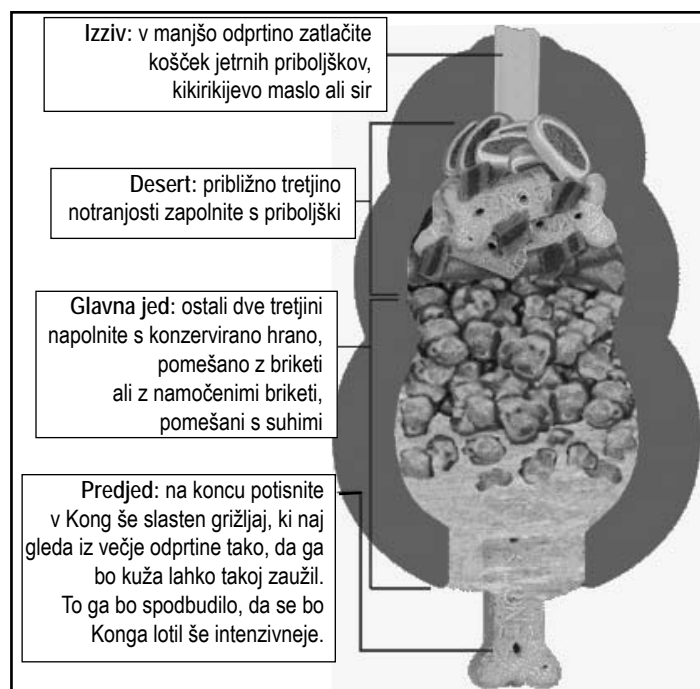 Izziv: v manjšo odprtino zatlačite
košček jetrnih priboljškov,
kikirikijevo maslo ali sir
Desert: približno tretjino
notranjosti zapolnite s priboljški
Glavna jed: ostali dve tretjini
napolnite s konzervirano hrano,
pomešano z briketi
ali z namočenimi briketi,
pomešani s suhimi
Predjed: na koncu potisnite
v Kong še slasten grižljaj, ki naj
gleda iz večje odprtine tako, da ga
bo kuža lahko takoj zaužil.
To ga bo spodbudilo, da se bo
Konga lotil še intenzivneje.